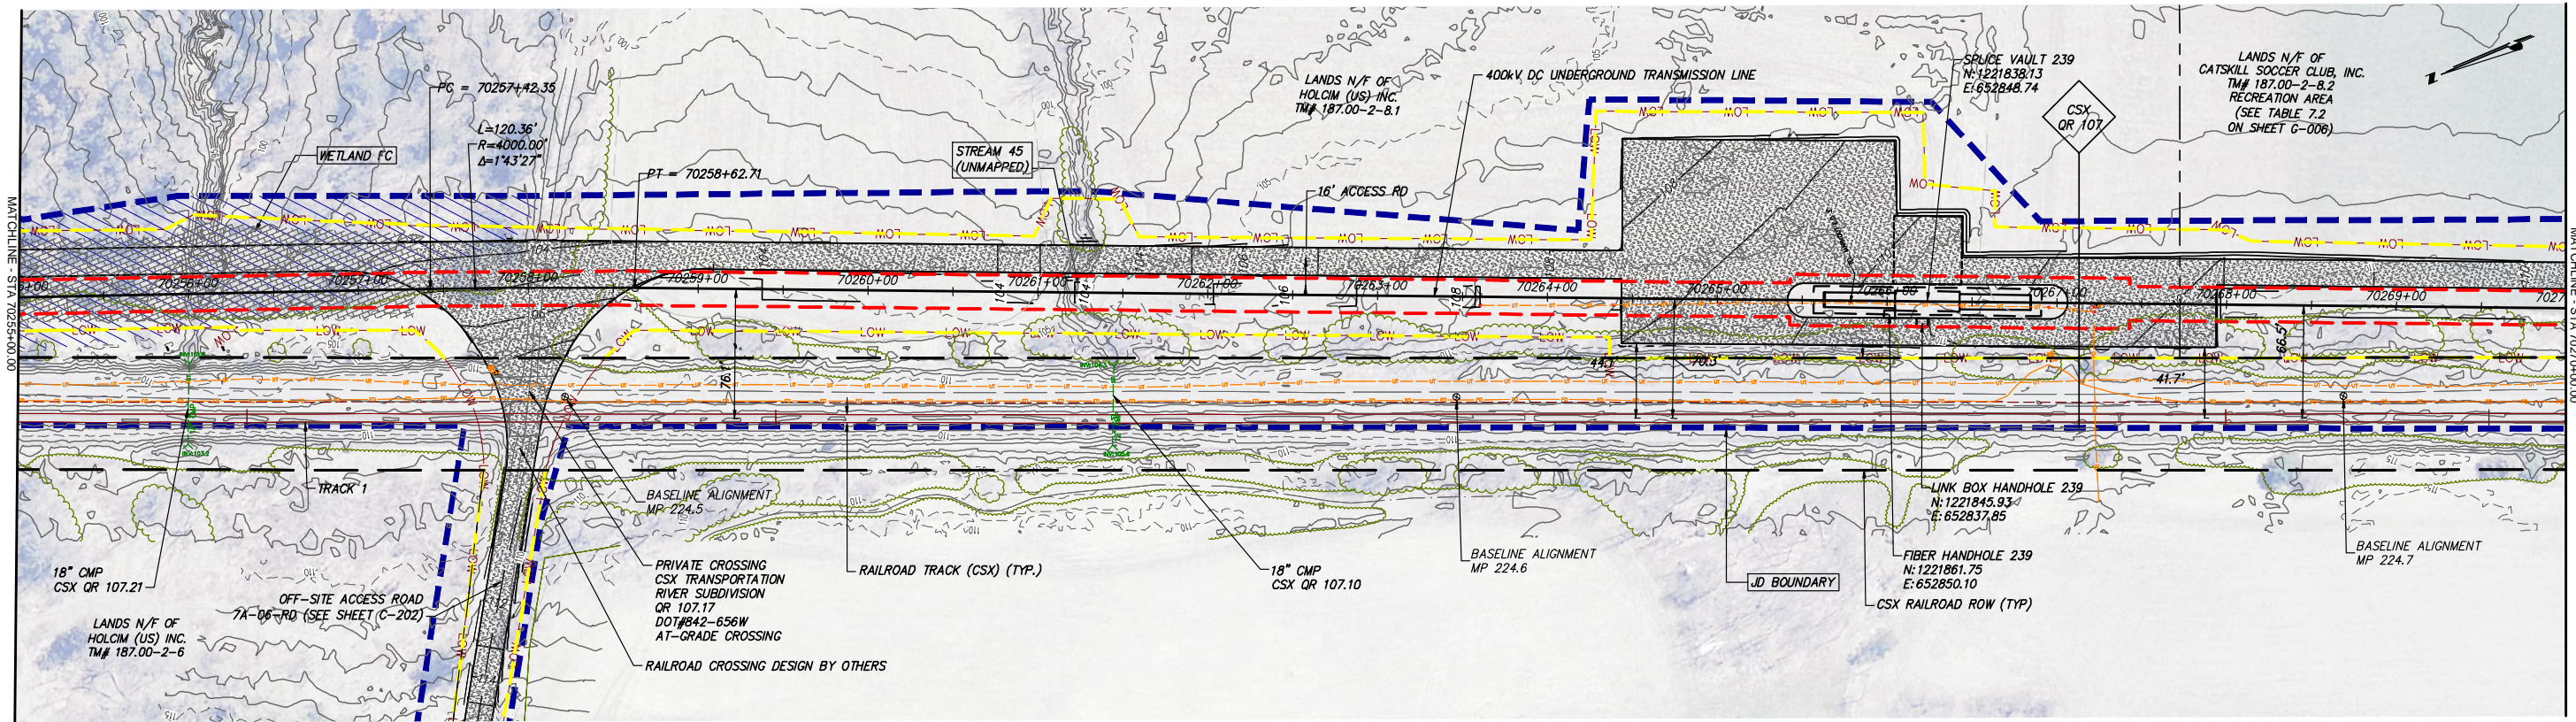 PC = 70257+42.35
L=120.36'
R=4000.00'
Δ=1°43'27"
WETLAND FC
PT = 70258+62.71
STREAM 45
(UNMAPPED)
LANDS N/F OF
HOLCIM (US) INC.
TM# 187.00-2-8.1
400kV DC UNDERGROUND TRANSMISSION LINE
16' ACCESS RD
SPLICE VAULT 239
N:1221838.13
E:652848.74
CSX
QR 107
LANDS N/F OF
CATSKILL SOCCER CLUB, INC.
TM# 187.00-2-8.2
RECREATION AREA
(SEE TABLE 7.2
ON SHEET G-006)
MATCHLINE - STA 70255+00.00
MATCHLINE - STA 70270+00.00
70256+00
70257+00
70258+00
70259+00
70260+00
70261+00
70262+00
70263+00
70264+00
70265+00
70266+00
70267+00
70268+00
70269+00
76.1'
70.3'
41.7'
66.5'
TRACK 1
18" CMP
CSX QR 107.21
LANDS N/F OF
HOLCIM (US) INC.
TM# 187.00-2-6
OFF-SITE ACCESS ROAD
7A-06-RD (SEE SHEET C-202)
BASELINE ALIGNMENT
MP 224.5
PRIVATE CROSSING
CSX TRANSPORTATION
RIVER SUBDIVISION
QR 107.17
DOT#842-656W
AT-GRADE CROSSING
RAILROAD CROSSING DESIGN BY OTHERS
RAILROAD TRACK (CSX) (TYP.)
18" CMP
CSX QR 107.10
BASELINE ALIGNMENT
MP 224.6
JD BOUNDARY
LINK BOX HANDHOLE 239
N:1221845.93
E:652837.85
FIBER HANDHOLE 239
N:1221861.75
E:652850.10
CSX RAILROAD ROW (TYP)
BASELINE ALIGNMENT
MP 224.7